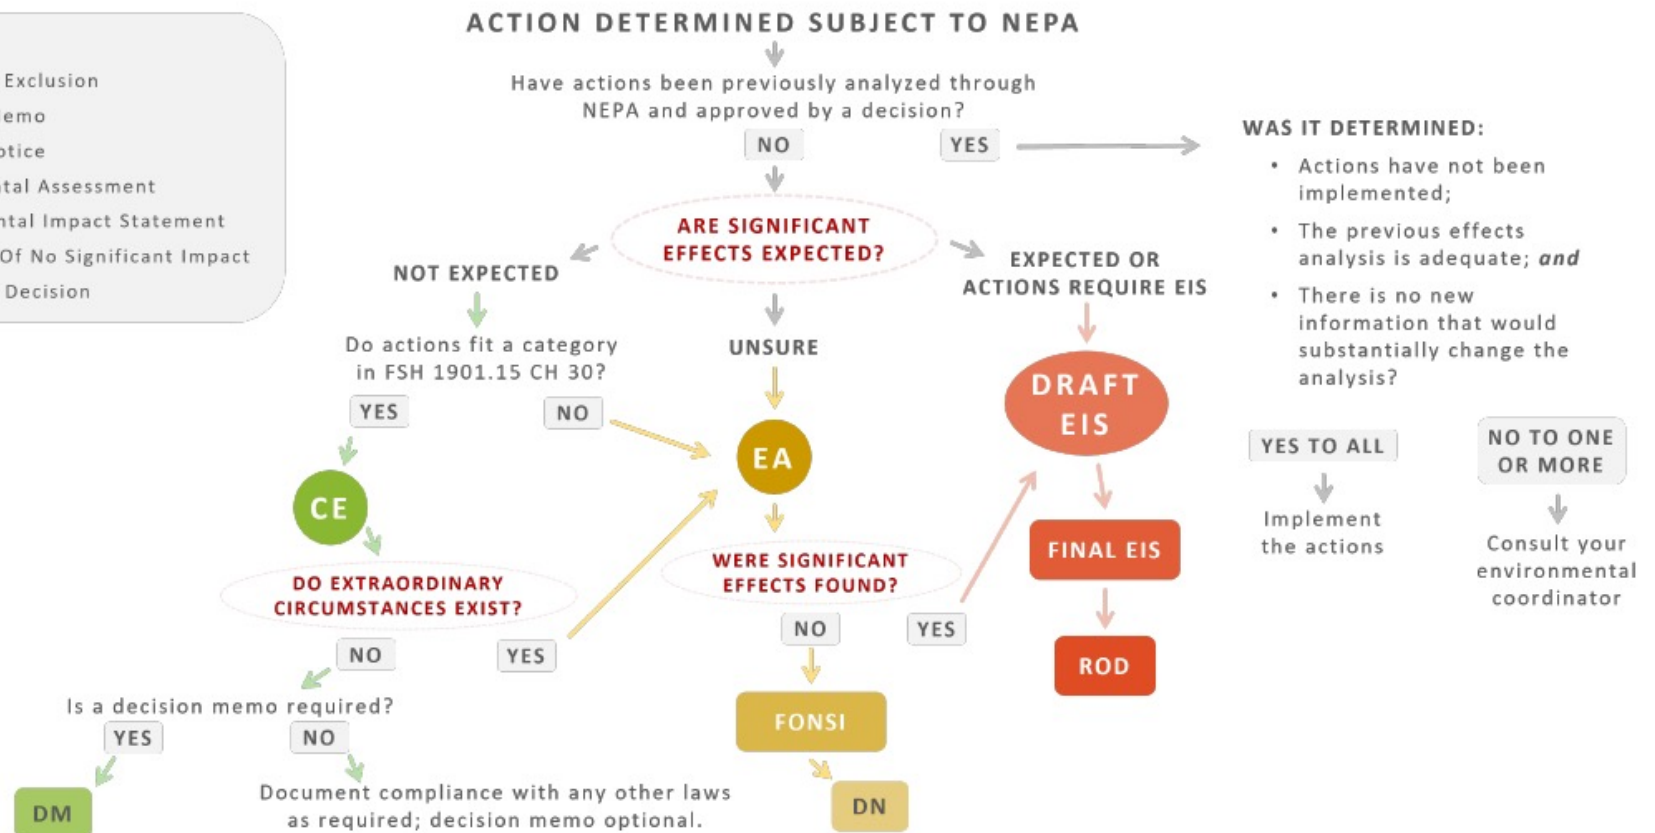 Exclusion
tal Assessment
ntal Impact Statement
Of No Significant Impact
Decision
ACTION DETERMINED SUBJECT TO NEPA
Have actions been previously analyzed through
NEPA and approved by a decision?
NO
YES
WAS IT DETERMINED:
• Actions have not been
implemented;
• The previous effects
analysis is adequate; and
• There is no new
information that would
substantially change the
analysis?
YES TO ALL
NO TO ONE
OR MORE
Implement
the actions
Consult your
environmental
coordinator
ARE SIGNIFICANT
EFFECTS EXPECTED?
NOT EXPECTED
UNSURE
EXPECTED OR
ACTIONS REQUIRE EIS
Do actions fit a category
in FSH 1901.15 CH 30?
YES
NO
CE
EA
DRAFT
EIS
DO EXTRAORDINARY
CIRCUMSTANCES EXIST?
NO
YES
WERE SIGNIFICANT
EFFECTS FOUND?
NO
YES
FINAL EIS
ROD
Is a decision memo required?
YES
NO
DM
Document compliance with any other laws
as required; decision memo optional.
FONSI
DN